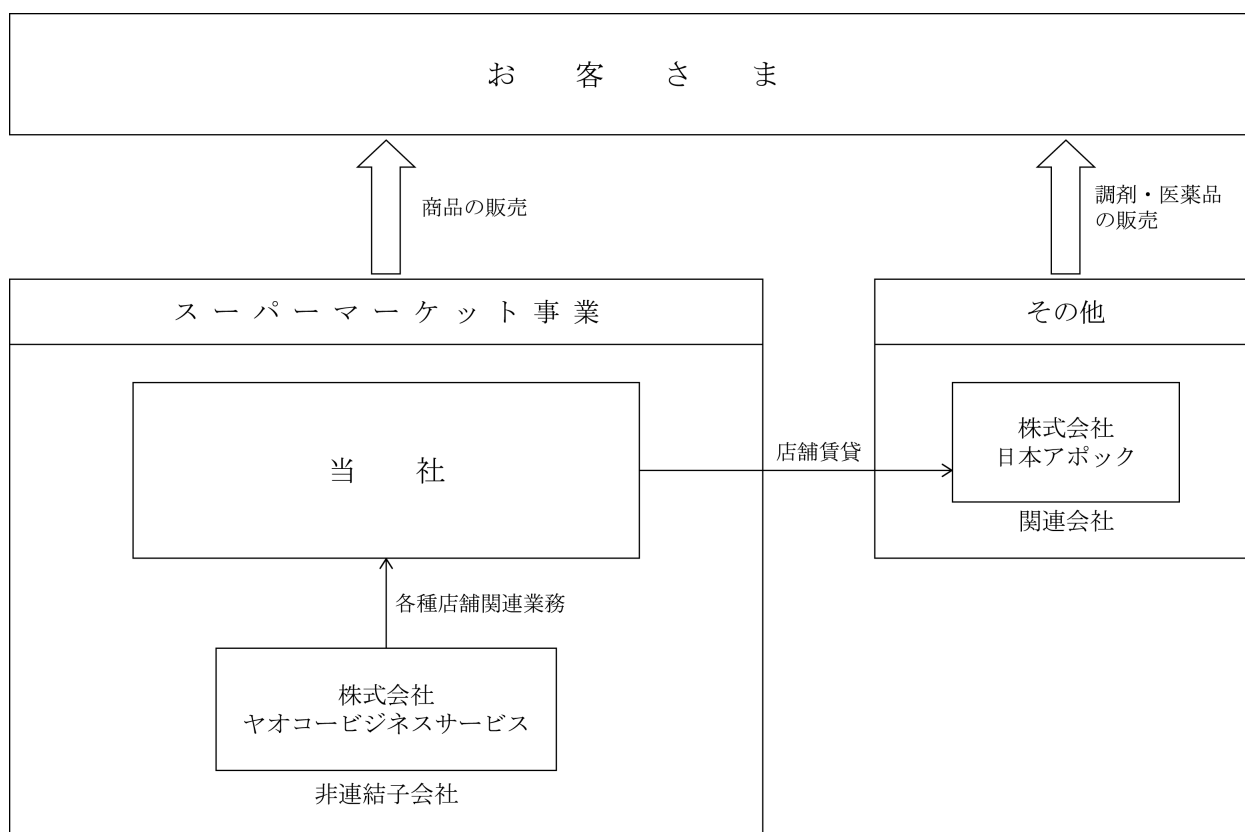 お客さま
商品の販売
調剤・医薬品
の販売
スーパーマーケット事業
その他
当社
店舗賃貸
株式会社
日本アポック
関連会社
各種店舗関連業務
株式会社
ヤオコービジネスサービス
非連結子会社